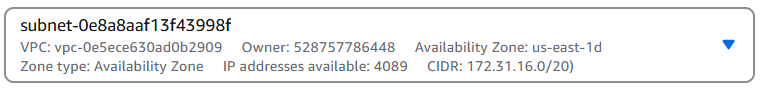 subnet-0e8a8aaf13f43998f
VPC: vpc-0e5ece630ad0b2909 Owner: 528757786448 Availability Zone: us-east-1d
Zone type: Availability Zone IP addresses available: 4089 CIDR: 172.31.16.0/20)